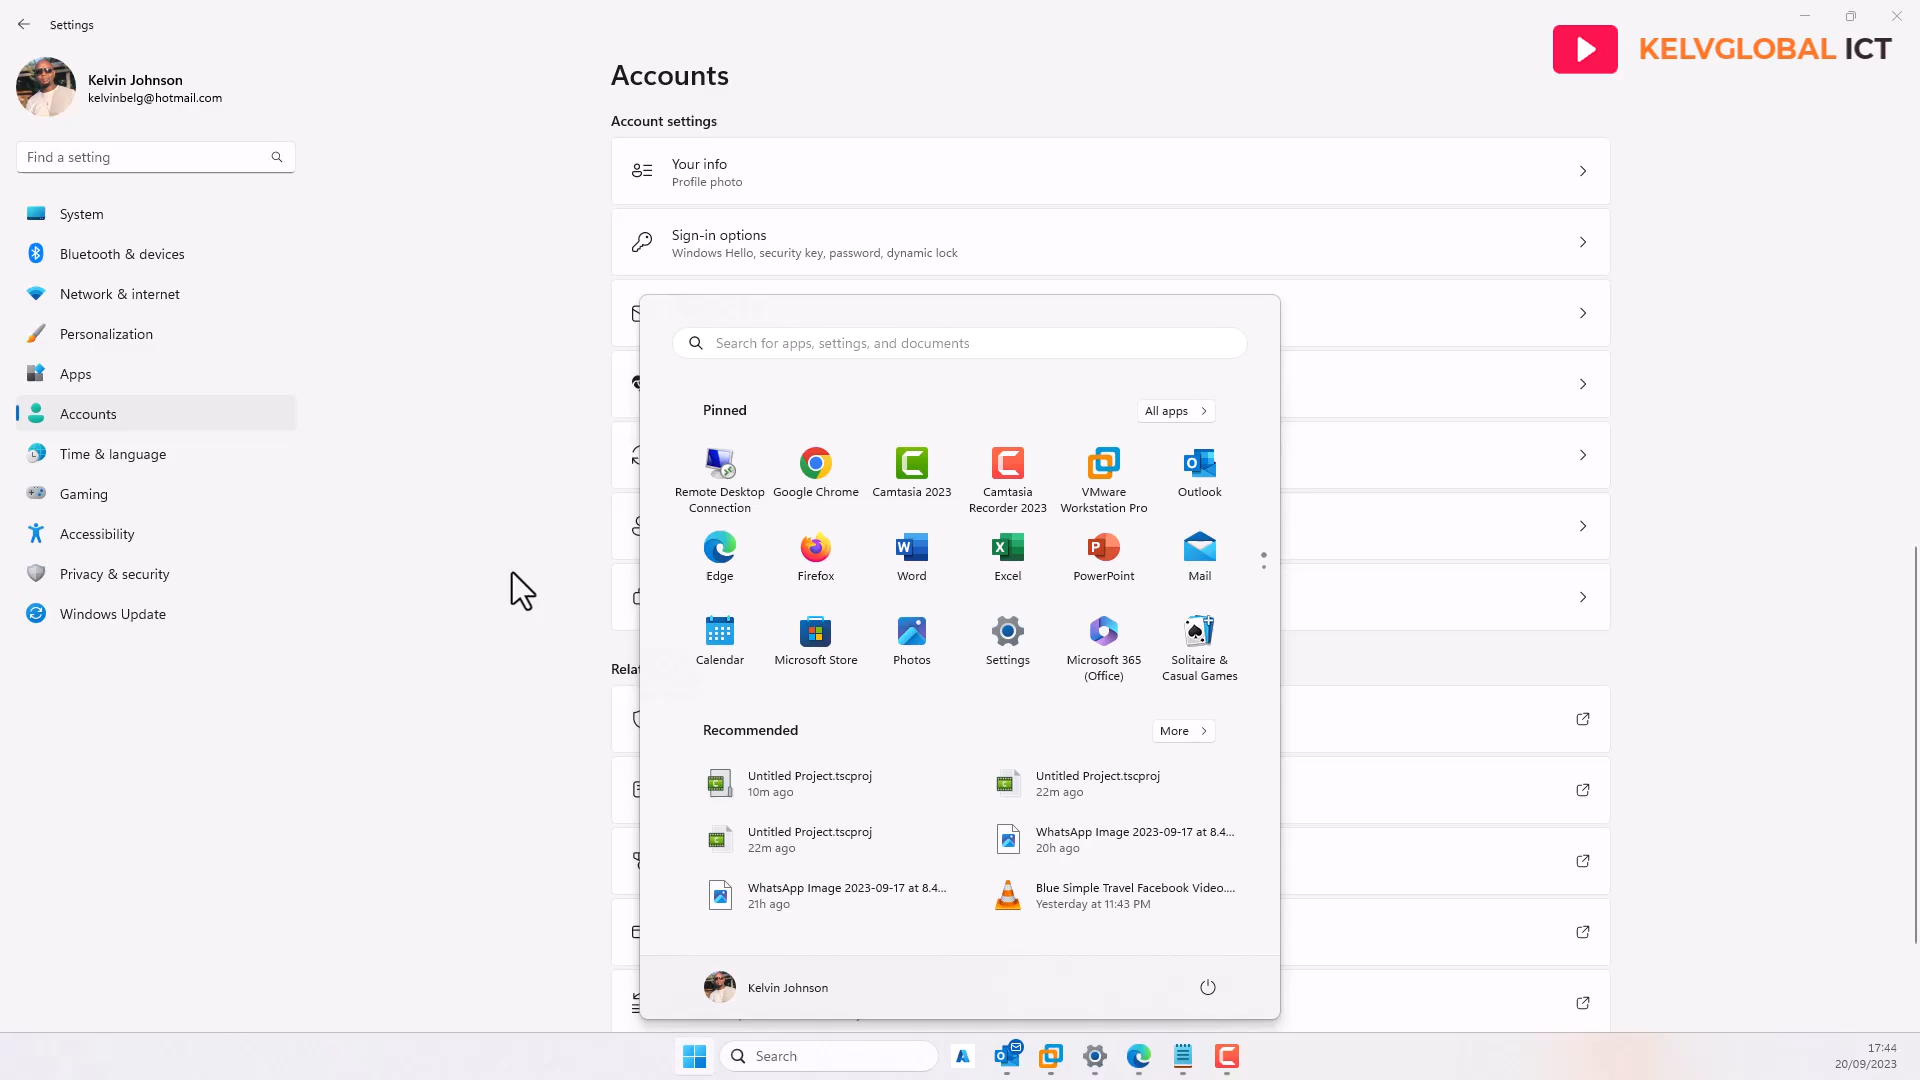 Settings
KELVGLOBAL ICT
Kelvin Johnson
kelvinbelg@hotmail.com
Find a setting
System
Bluetooth & devices
Network & internet
Personalization
Apps
Accounts
Time & language
Gaming
Accessibility
Privacy & security
Windows Update
Accounts
Account settings
Your info
Profile photo
Sign-in options
Windows Hello, security key, password, dynamic lock
Search for apps, settings, and documents
Pinned
All apps
Remote Desktop Connection
Google Chrome
Camtasia 2023
Camtasia Recorder 2023
VMware Workstation Pro
Outlook
Edge
Firefox
Word
Excel
PowerPoint
Mail
Calendar
Microsoft Store
Photos
Settings
Microsoft 365 (Office)
Solitaire & Casual Games
Recommended
More
Untitled Project.tscproj
10m ago
Untitled Project.tscproj
22m ago
Untitled Project.tscproj
22m ago
WhatsApp Image 2023-09-17 at 8.4...
20h ago
WhatsApp Image 2023-09-17 at 8.4...
21h ago
Blue Simple Travel Facebook Video....
Yesterday at 11:43 PM
Kelvin Johnson
Search
17:44
20/09/2023